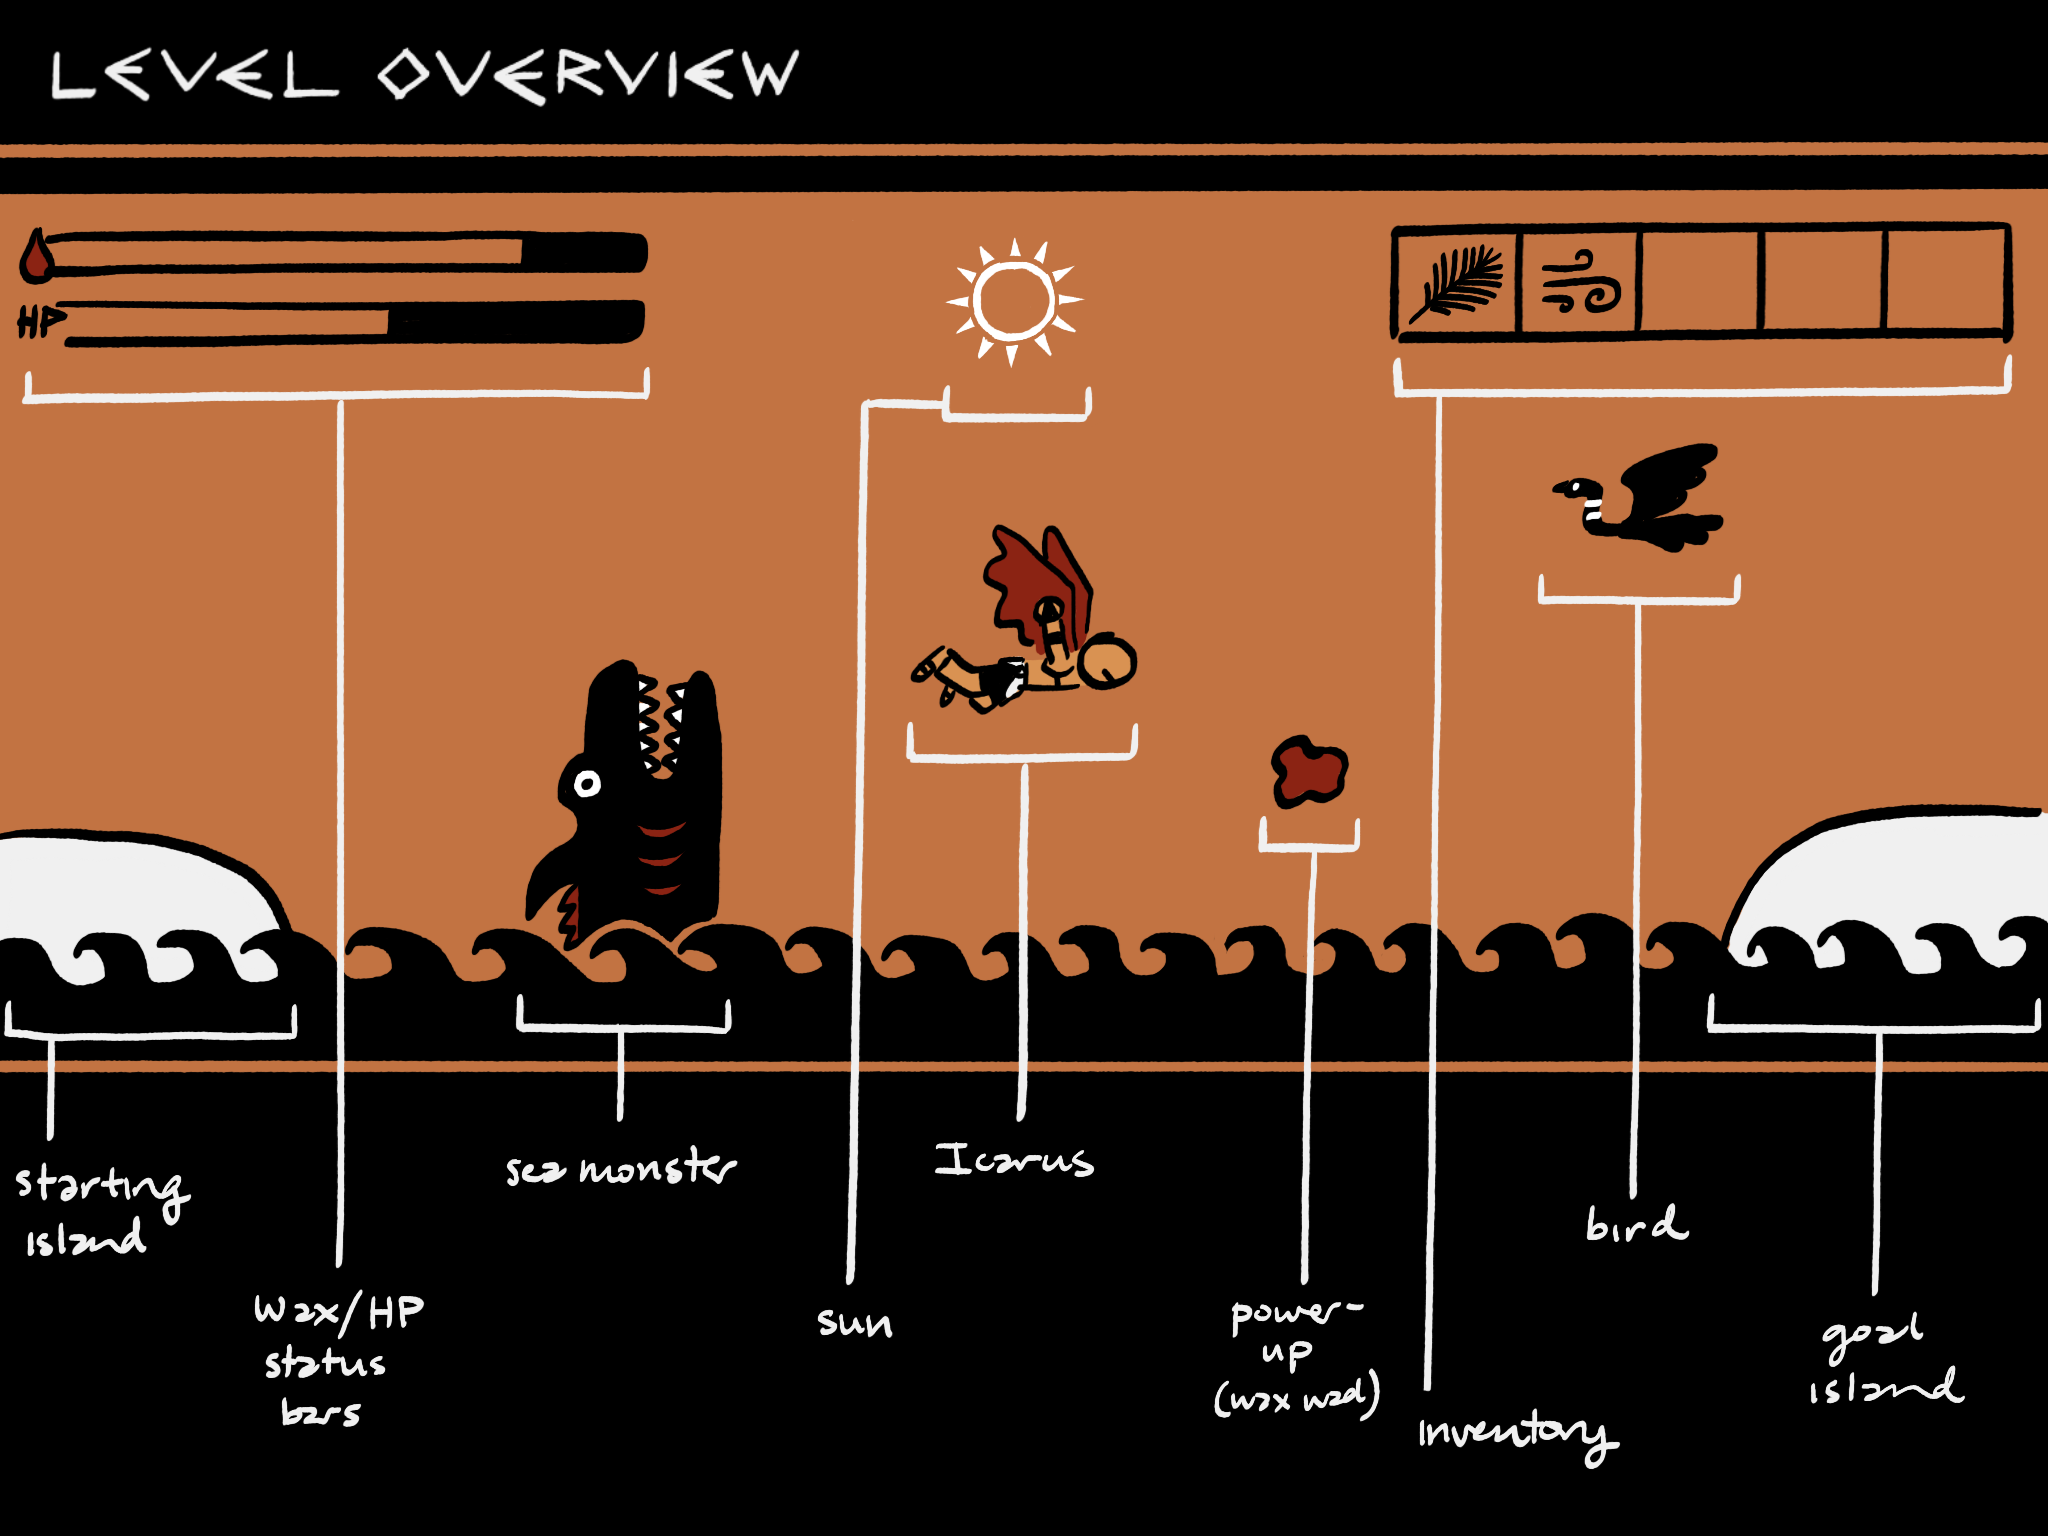 LEVEL OVERVIEW
HP
starting
island
wax/HP
status
bars
sea monster
sun
Icarus
power-
up
(wax wad)
inventory
bird
goal
island